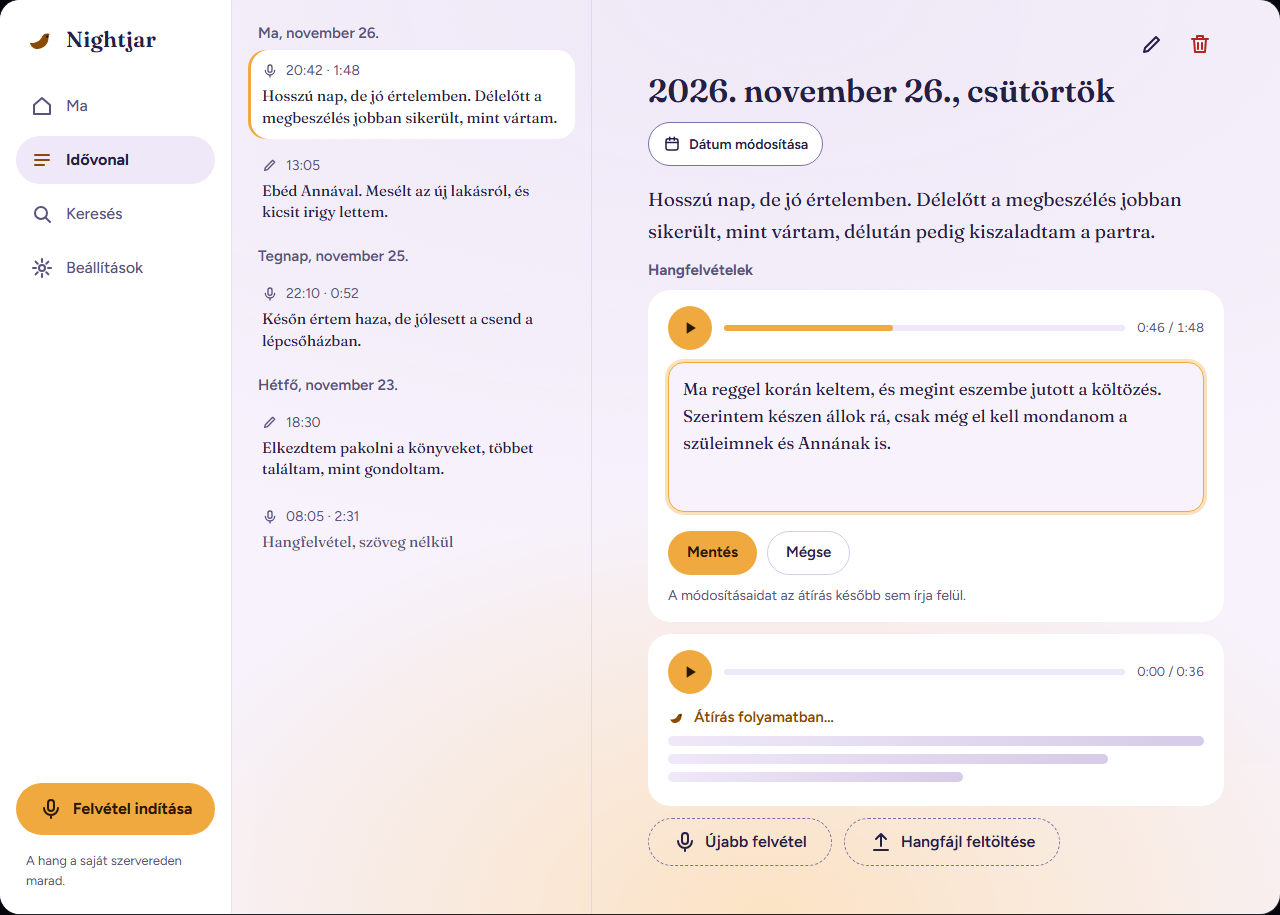 Nightjar
Ma
Idővonal
Keresés
Beállítások
Felvétel indítása
A hang a saját szervereden
marad.
Ma, november 26.
20:42 · 1:48
Hosszú nap, de jó értelemben. Délelőtt a
megbeszélés jobban sikerült, mint vártam.
13:05
Ebéd Annával. Mesélt az új lakásról, és
kicsit irigy lettem.
Tegnap, november 25.
22:10 · 0:52
Későn értem haza, de jólesett a csend a
lépcsőházban.
Hétfő, november 23.
18:30
Elkezdtem pakolni a könyveket, többet
találtam, mint gondoltam.
08:05 · 2:31
Hangfelvétel, szöveg nélkül
2026. november 26., csütörtök
Dátum módosítása
Hosszú nap, de jó értelemben. Délelőtt a megbeszélés jobban
sikerült, mint vártam, délután pedig kiszaladtam a partra.
Hangfelvételek
0:46 / 1:48
Ma reggel korán keltem, és megint eszembe jutott a költözés.
Szerintem készen állok rá, csak még el kell mondanom a
szüleimnek és Annának is.
Mentés
Mégse
A módosításaidat az átírás később sem írja felül.
0:00 / 0:36
Átírás folyamatban…
Újabb felvétel
Hangfájl feltöltése